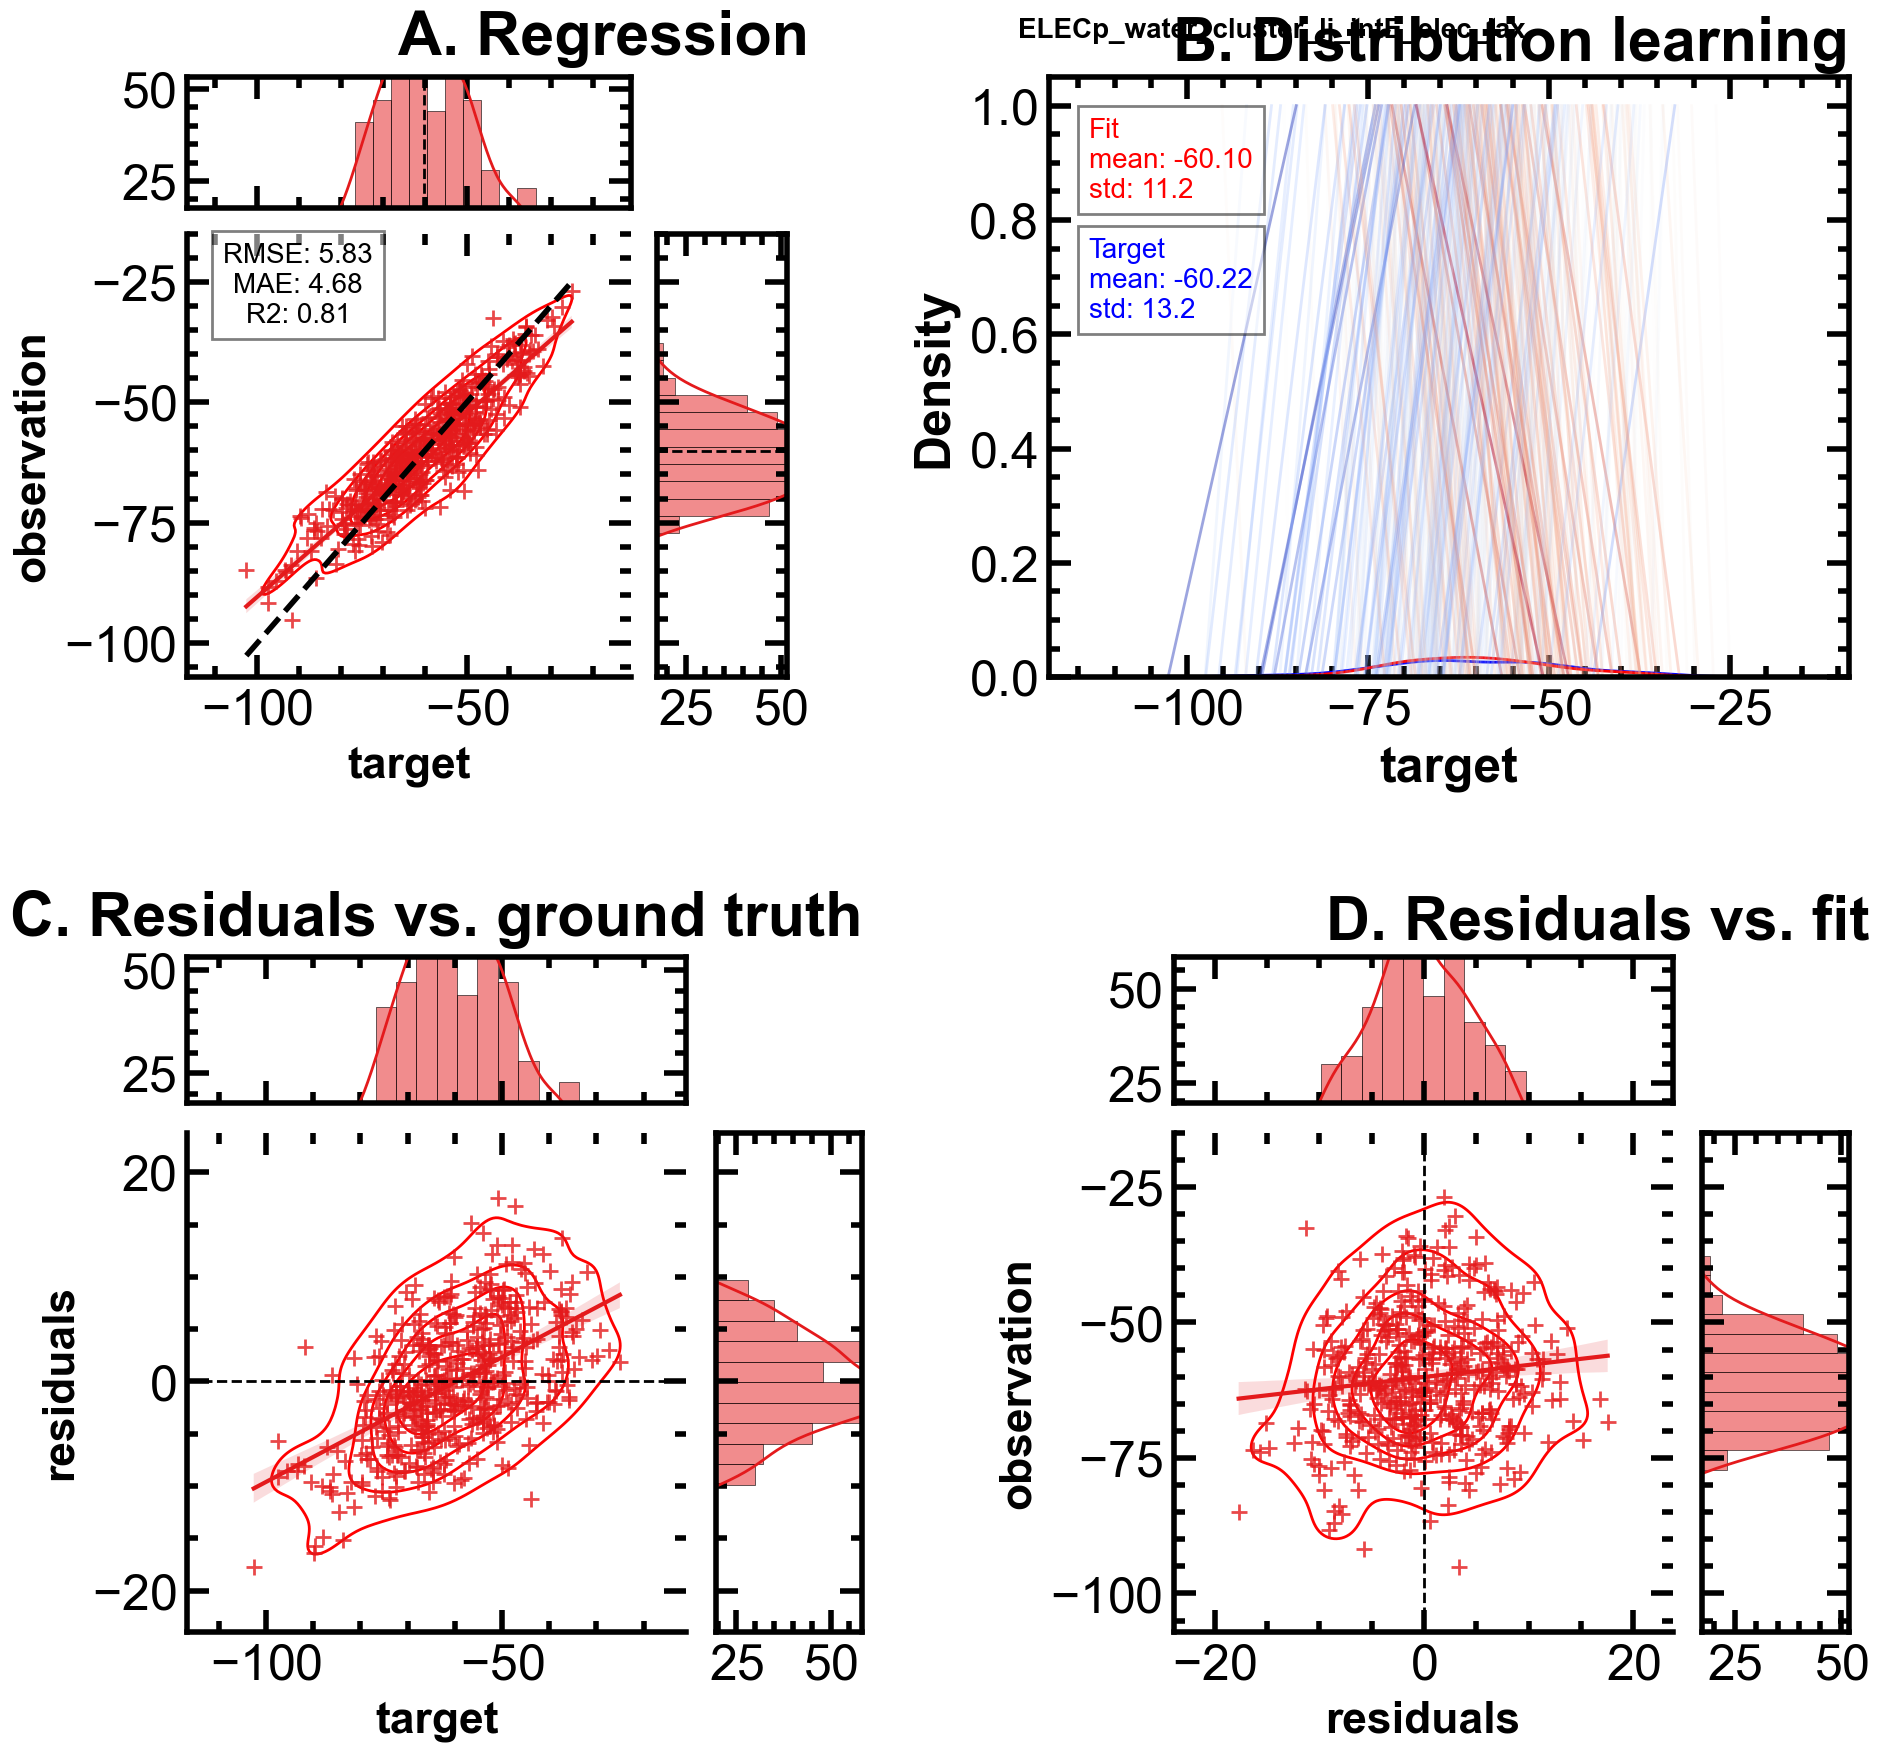 A. Regression
50
25
RMSE: 5.83
MAE: 4.68
R2: 0.81
−25
−50
−75
−100
observation
−100 −50
target
25 50
B. Distribution learning
1.0
0.8
0.6
0.4
0.2
0.0
Density
Fit
mean: -60.10
std: 11.2
Target
mean: -60.22
std: 13.2
−100 −75 −50 −25
target
C. Residuals vs. ground truth
50
25
20
0
−20
residuals
−100 −50
target
25 50
D. Residuals vs. fit
50
25
−25
−50
−75
−100
observation
−20 0 20
residuals
25 50